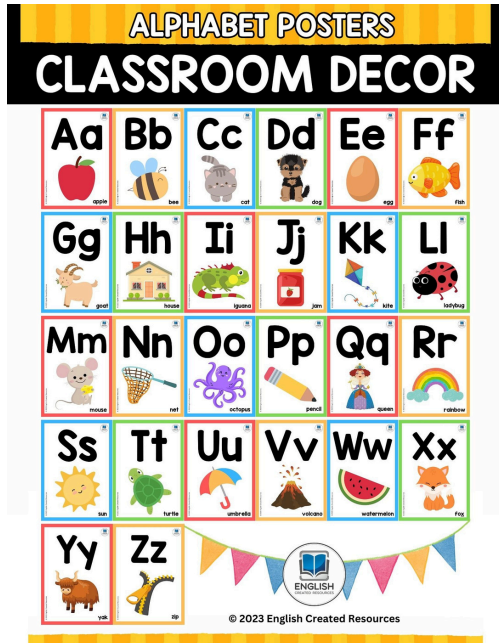 ALPHABET POSTERS
CLASSROOM DECOR
Aa Bb Cc Dd Ee Ff
apple bee cat dog egg fish
Gg Hh Ii Jj Kk Ll
goat house iguana jam kite ladybug
Mm Nn Oo Pp Qq Rr
mouse net octopus pencil queen rainbow
Ss Tt Uu Vv Ww Xx
sun turtle umbrella volcano watermelon fox
Yy Zz
yak zip
ENGLISH
CREATED RESOURCES
© 2023 English Created Resources